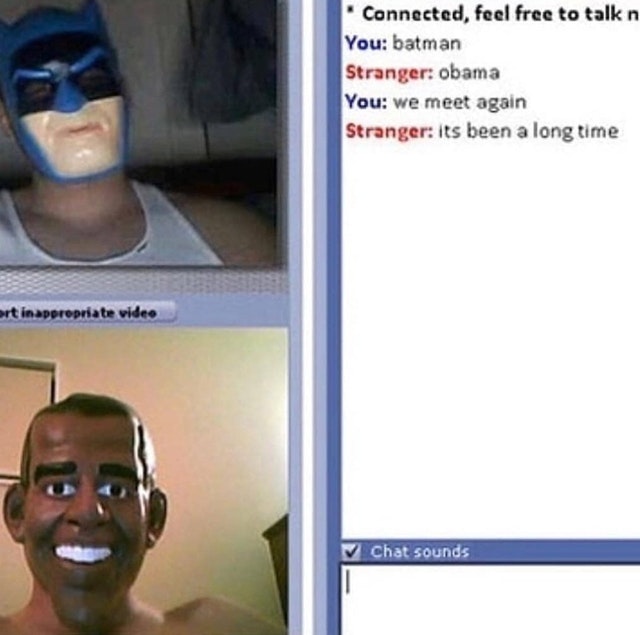 * Connected, feel free to talk n
You: batman
Stranger: obama
You: we meet again
Stranger: its been a long time
ort inappropriate video
Chat sounds